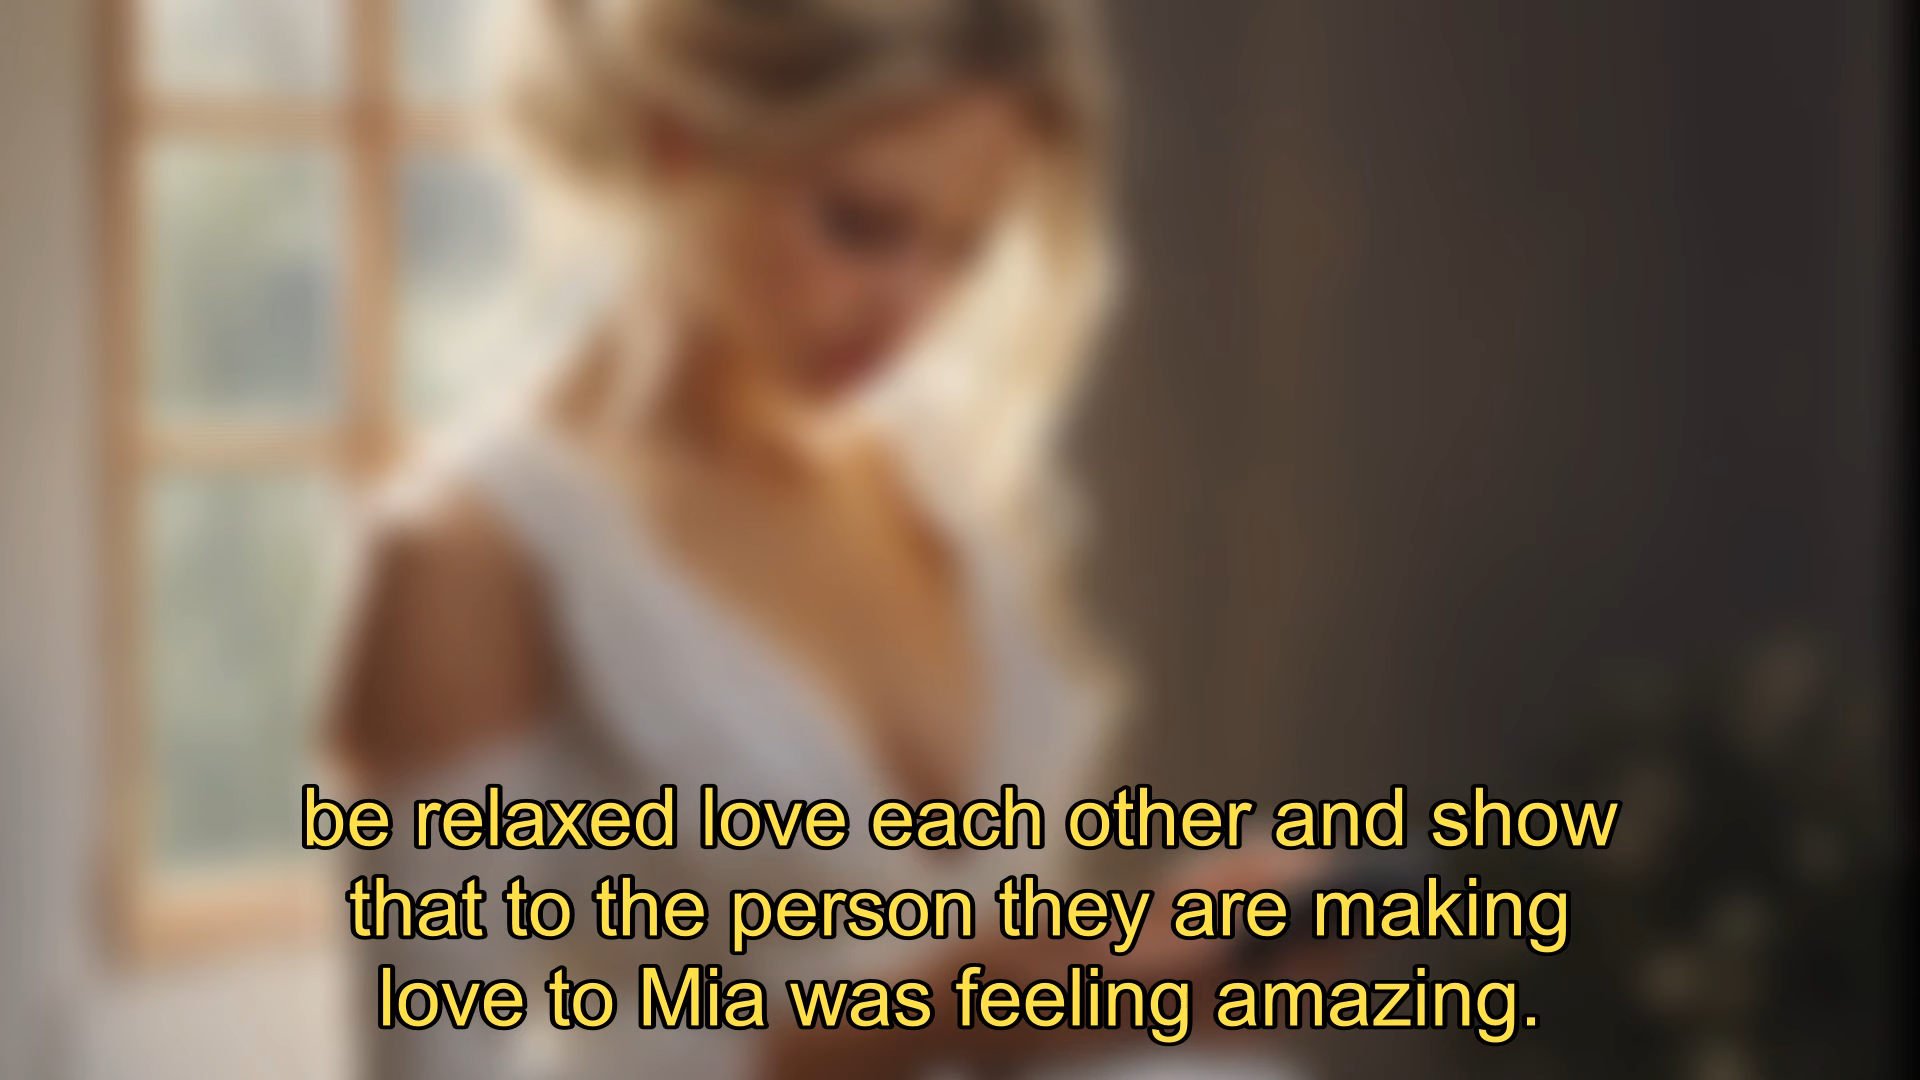 be relaxed love each other and show
that to the person they are making
love to Mia was feeling amazing.